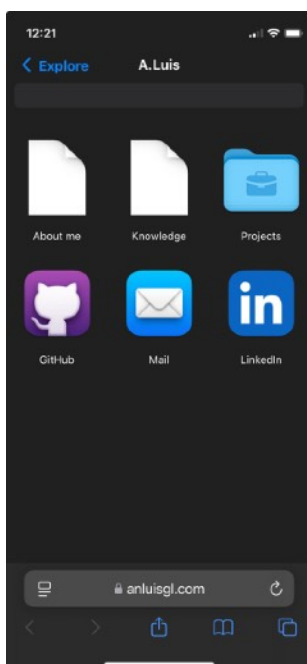 12:21
Explore
A.Luis
About me
Knowledge
Projects
in
GitHub
Mail
LinkedIn
anluisgl.com